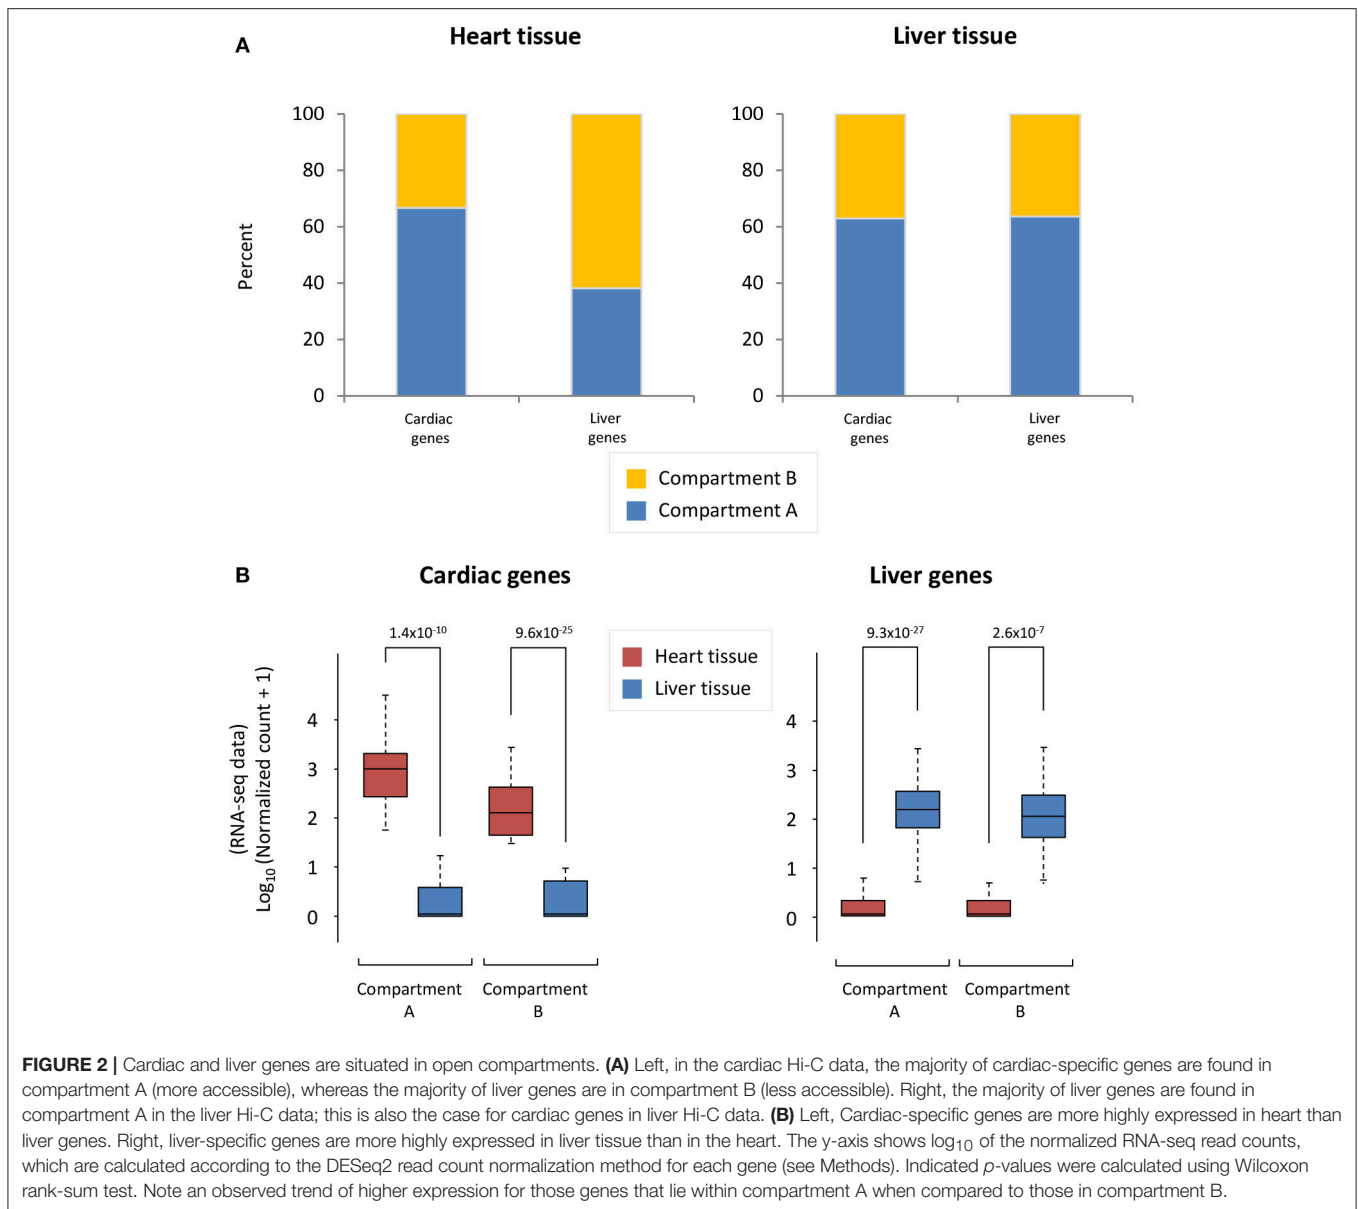 A
Heart tissue
Liver tissue
Percent
100
80
60
40
20
0
Cardiac
genes
Liver
genes
100
80
60
40
20
0
Cardiac
genes
Liver
genes
Compartment B
Compartment A
B
Cardiac genes
Liver genes
1.4x10-10
9.6x10-25
Heart tissue
Liver tissue
9.3x10-27
2.6x10-7
(RNA-seq data)
Log10 (Normalized count + 1)
4
3
2
1
0
Compartment
A
Compartment
B
4
3
2
1
0
Compartment
A
Compartment
B
FIGURE 2 | Cardiac and liver genes are situated in open compartments. (A) Left, in the cardiac Hi-C data, the majority of cardiac-specific genes are found in
compartment A (more accessible), whereas the majority of liver genes are in compartment B (less accessible). Right, the majority of liver genes are found in
compartment A in the liver Hi-C data; this is also the case for cardiac genes in liver Hi-C data. (B) Left, Cardiac-specific genes are more highly expressed in heart than
liver genes. Right, liver-specific genes are more highly expressed in liver tissue than in the heart. The y-axis shows log10 of the normalized RNA-seq read counts,
which are calculated according to the DESeq2 read count normalization method for each gene (see Methods). Indicated p-values were calculated using Wilcoxon
rank-sum test. Note an observed trend of higher expression for those genes that lie within compartment A when compared to those in compartment B.